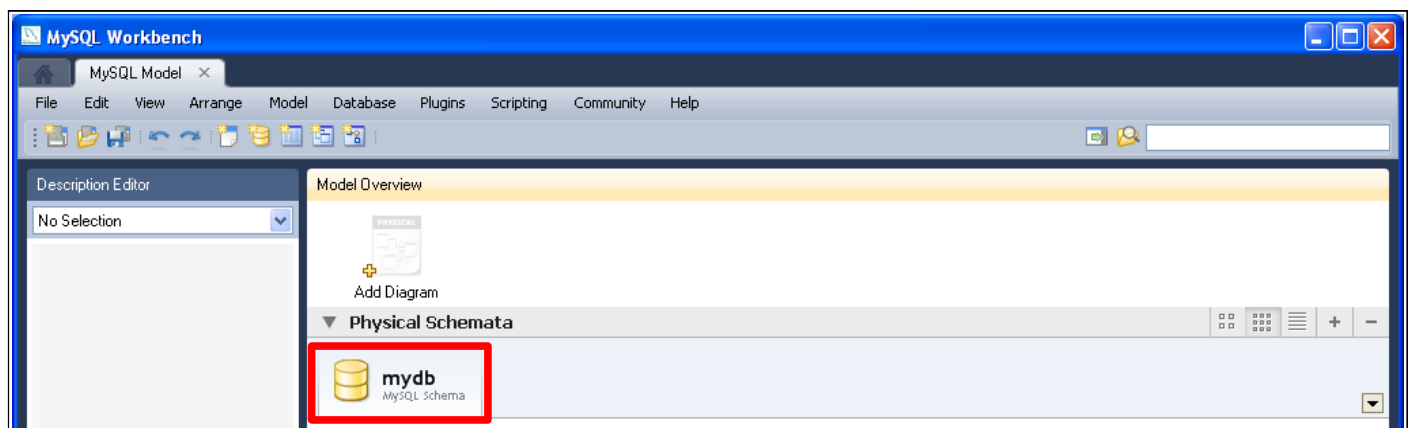 MySQL Workbench
MySQL Model
File Edit View Arrange Model Database Plugins Scripting Community Help
Description Editor
Model Overview
No Selection
PHYSICAL
Add Diagram
Physical Schemata
mydb
MySQL Schema